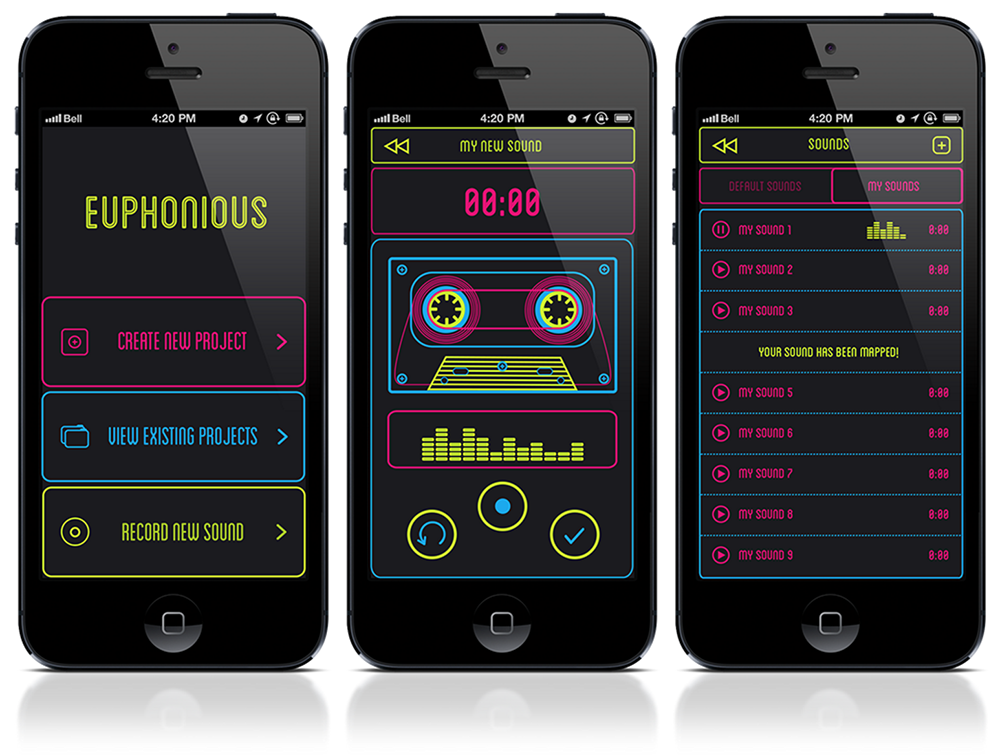 Bell 4:20 PM
EUPHONIOUS
CREATE NEW PROJECT
VIEW EXISTING PROJECTS
RECORD NEW SOUND
Bell 4:20 PM
MY NEW SOUND
00:00
Bell 4:20 PM
SOUNDS
DEFAULT SOUNDS MY SOUNDS
MY SOUND 1 0:00
MY SOUND 2 0:00
MY SOUND 3 0:00
YOUR SOUND HAS BEEN MAPPED!
MY SOUND 5 0:00
MY SOUND 6 0:00
MY SOUND 7 0:00
MY SOUND 8 0:00
MY SOUND 9 0:00